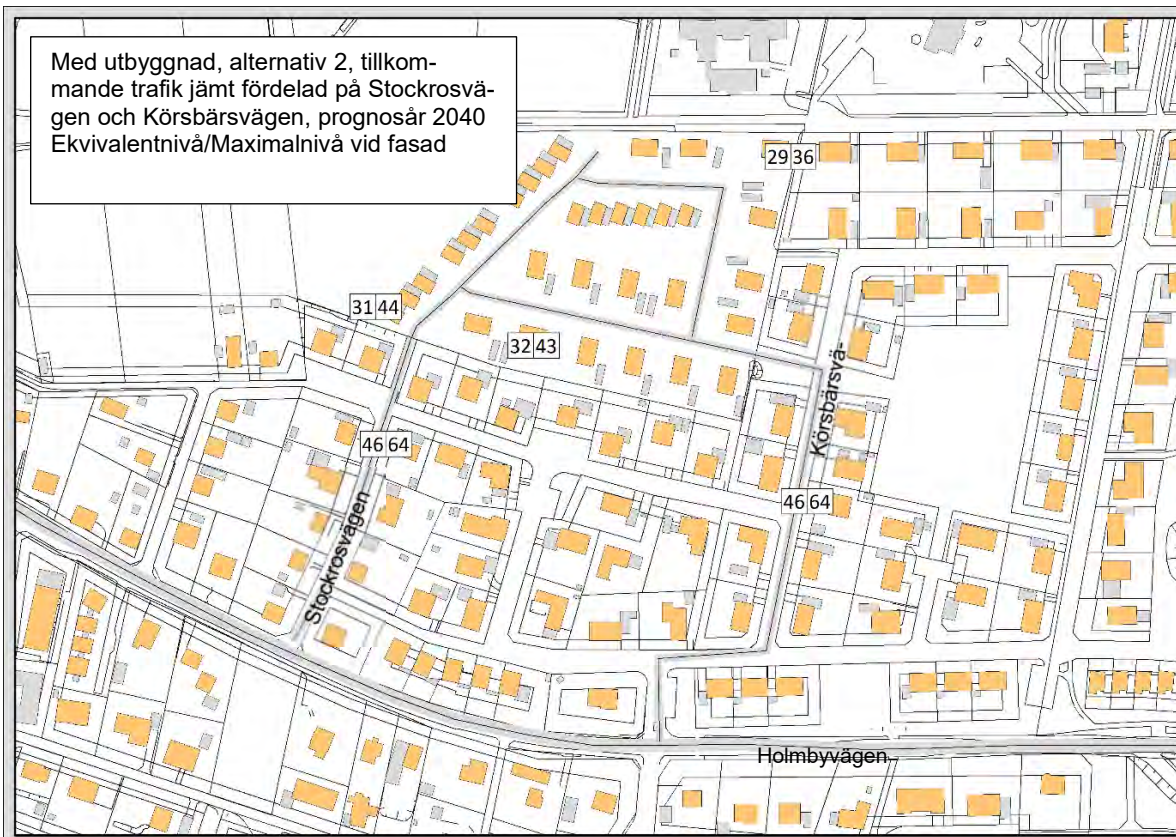 Med utbyggnad, alternativ 2, tillkom-
mande trafik jämt fördelad på Stockrosvä-
gen och Körsbärsvägen, prognosår 2040
Ekvivalentnivå/Maximalnivå vid fasad
29 36
31 44
32 43
Körsbärsvä-
46 64
46 64
Stockrosvägen
Holmbyvägen